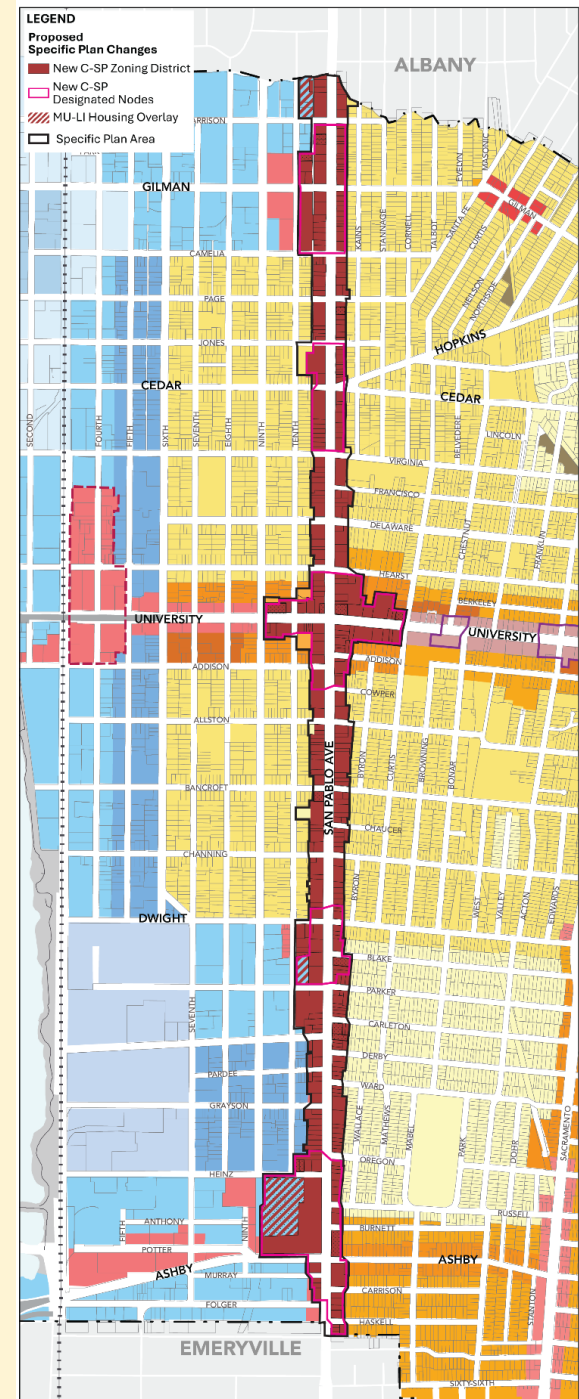 LEGEND
Proposed
Specific Plan Changes
New C-SP Zoning District
New C-SP
Designated Nodes
MU-LI Housing Overlay
Specific Plan Area
ALBANY
GILMAN
CAMELIA
PAGE
JONES
CEDAR
SECOND
FOURTH
FIFTH
SIXTH
SEVENTH
EIGHTH
NINTH
TENTH
KAINS
STANNAGE
CORNELL
TALBOT
EVELYN
MASONIC
SANTA FE
CURTIS
GILMAN
NEILSON
NORTHSIDE
HOPKINS
CEDAR
BELVEDERE
LINCOLN
VIRGINIA
FRANCISCO
DELAWARE
CHESTNUT
FRANKLIN
HEARST
BERKELEY
UNIVERSITY
UNIVERSITY
ADDISON
ADDISON
COWPER
ALLSTON
BYRON
CURTIS
BROWNING
BONAR
BANCROFT
SAN PABLO AVE
CHAUCER
CHANNING
BYRON
WEST
VALLEY
ACTON
EDWARDS
DWIGHT
BLAKE
PARKER
SEVENTH
CARLETON
DERBY
PARDEE
WARD
GRAYSON
WALLACE
MATHEWS
MABEL
PARK
DOHR
SACRAMENTO
OREGON
HEINZ
RUSSELL
FIFTH
ANTHONY
NINTH
BURNETT
POTTER
ASHBY
ASHBY
MURRAY
CARRISON
STANTON
FOLGER
HASKELL
EMERYVILLE
SIXTY-SIXTH